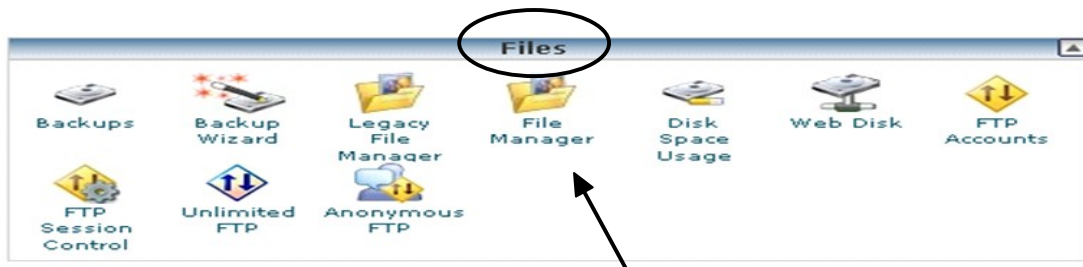 Files
Backups
Backup
Wizard
Legacy
File
Manager
File
Manager
Disk
Space
Usage
Web Disk
FTP
Accounts
FTP
Session
Control
Unlimited
FTP
Anonymous
FTP